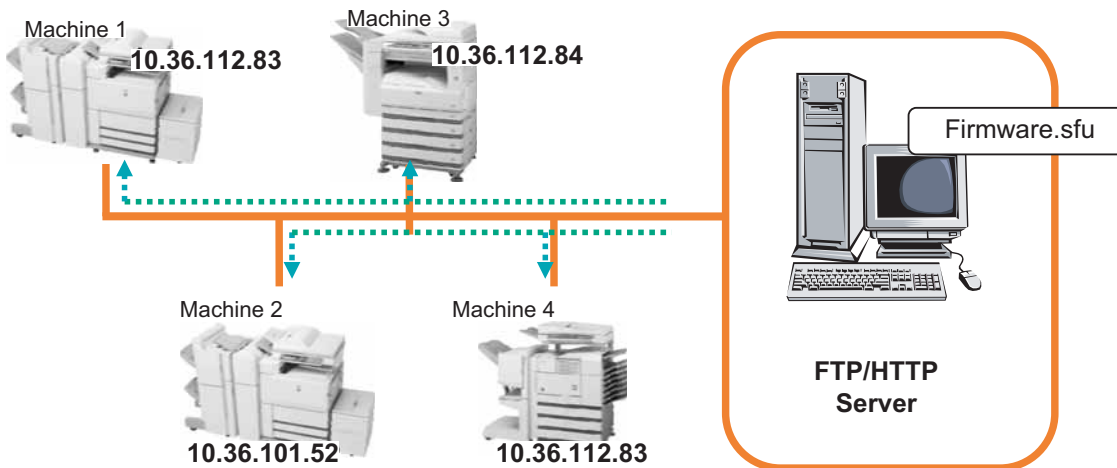 Machine 1
10.36.112.83
Machine 3
10.36.112.84
Firmware.sfu
Machine 2
10.36.101.52
Machine 4
10.36.112.83
FTP/HTTP
Server